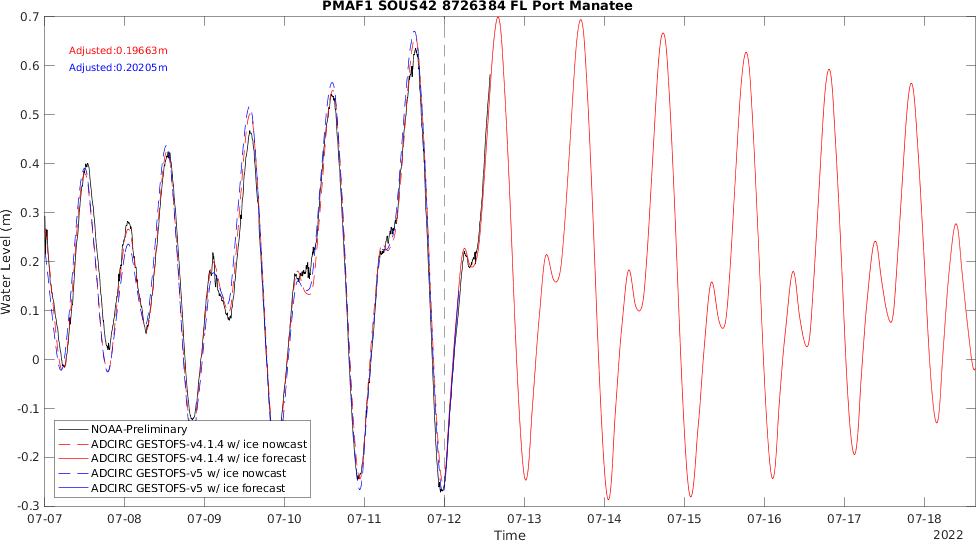 PMAF1 SOUS42 8726384 FL Port Manatee
0.7
0.6
0.5
0.4
0.3
0.2
0.1
0
-0.1
-0.2
-0.3
Water Level (m)
Adjusted:0.19663m
Adjusted:0.20205m
NOAA-Preliminary
ADCIRC GESTOFS-v4.1.4 w/ ice nowcast
ADCIRC GESTOFS-v4.1.4 w/ ice forecast
ADCIRC GESTOFS-v5 w/ ice nowcast
ADCIRC GESTOFS-v5 w/ ice forecast
07-07 07-08 07-09 07-10 07-11 07-12 07-13 07-14 07-15 07-16 07-17 07-18
Time
2022